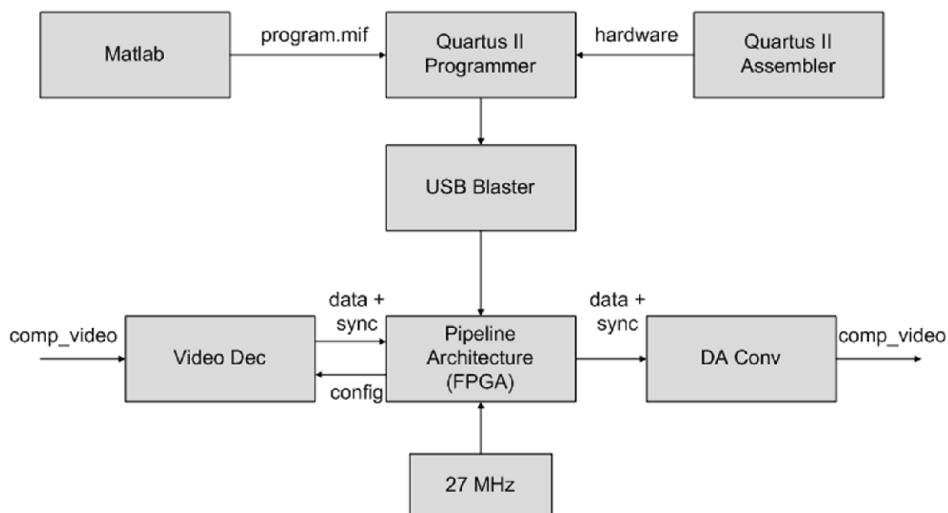 Matlab
program.mif
Quartus II
Programmer
hardware
Quartus II
Assembler
USB Blaster
comp_video
Video Dec
data +
sync
config
Pipeline
Architecture
(FPGA)
data +
sync
DA Conv
comp_video
27 MHz